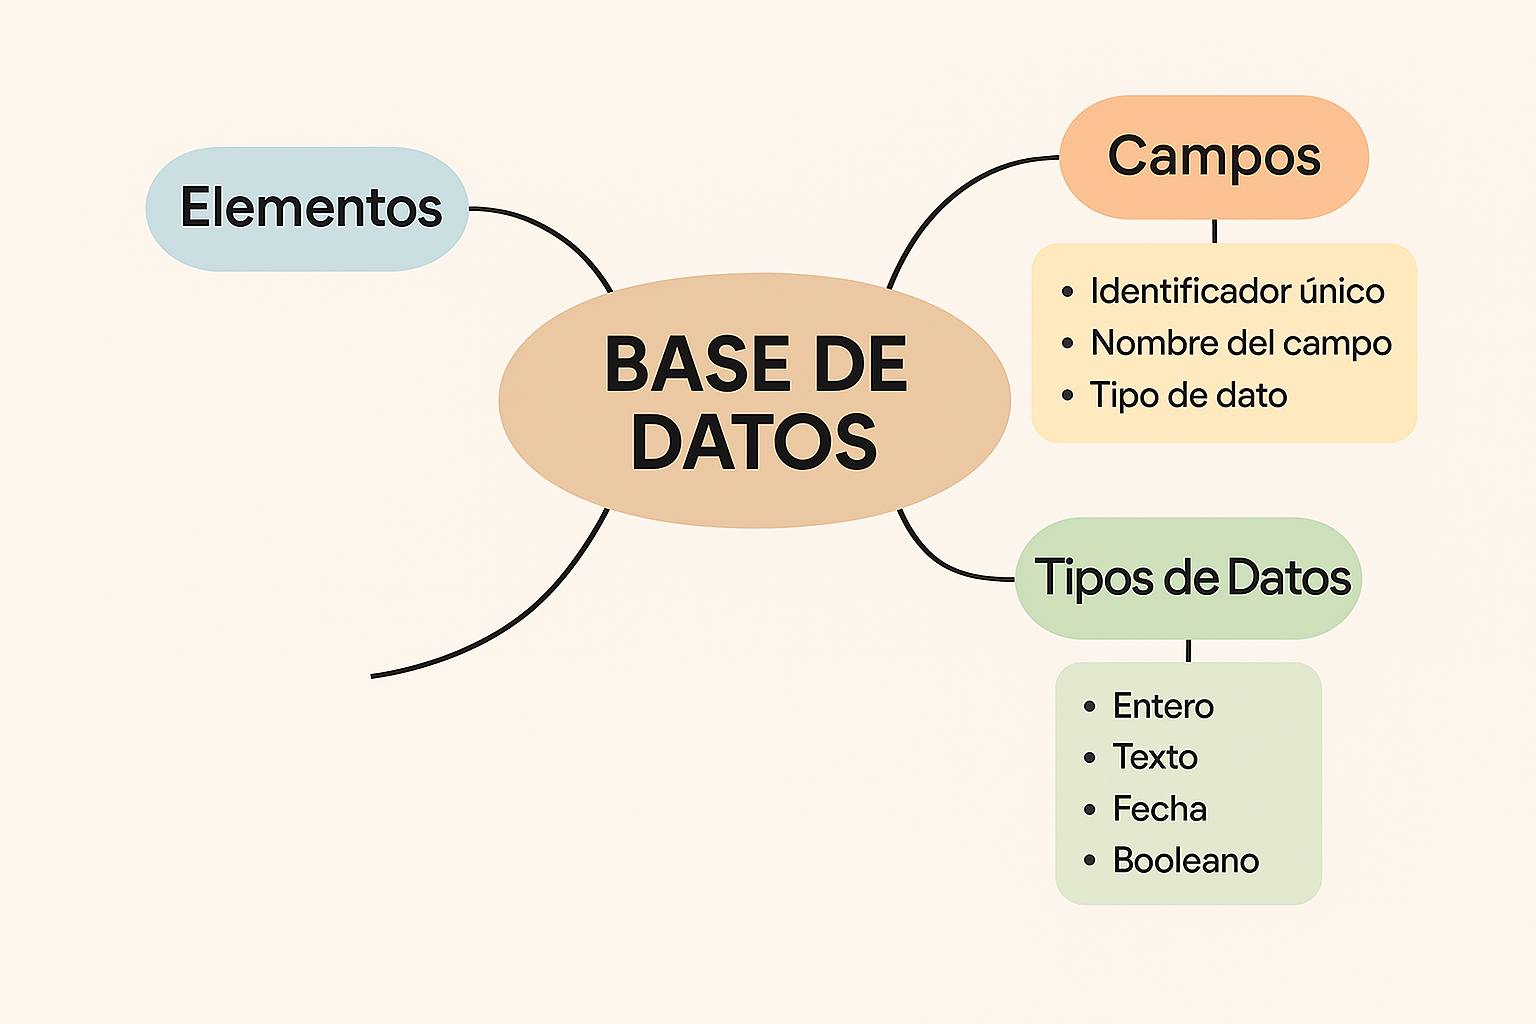 Elementos
BASE DE
DATOS
Campos
• Identificador único
• Nombre del campo
• Tipo de dato
Tipos de Datos
• Entero
• Texto
• Fecha
• Booleano